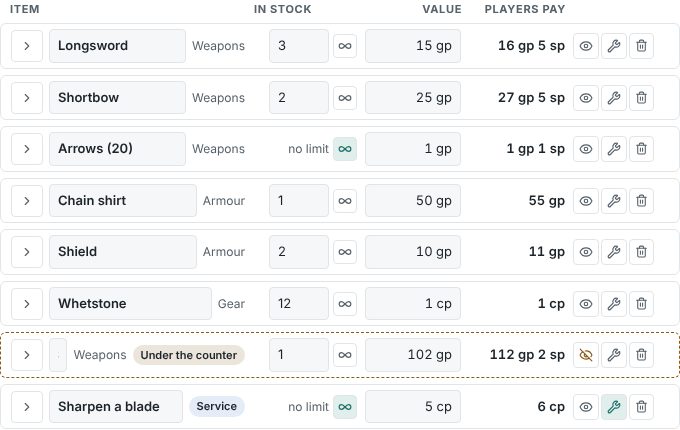 ITEM IN STOCK VALUE PLAYERS PAY
Longsword Weapons 3 15 gp 16 gp 5 sp
Shortbow Weapons 2 25 gp 27 gp 5 sp
Arrows (20) Weapons no limit 1 gp 1 gp 1 sp
Chain shirt Armour 1 50 gp 55 gp
Shield Armour 2 10 gp 11 gp
Whetstone Gear 12 1 cp 1 cp
Weapons Under the counter 1 102 gp 112 gp 2 sp
Sharpen a blade Service no limit 5 cp 6 cp